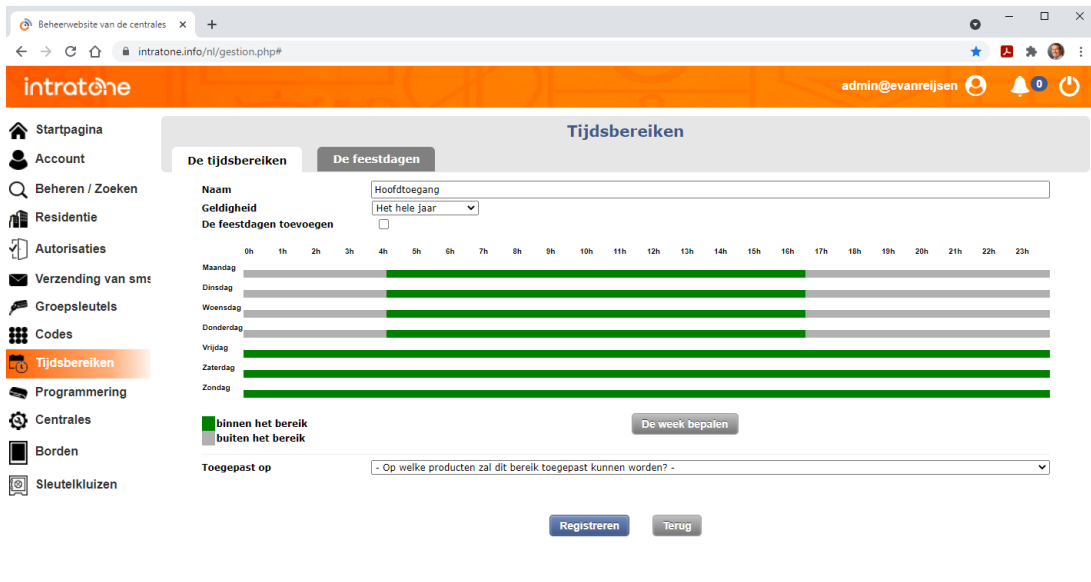 Beheerwebsite van de centrales
intratone.info/nl/gestion.php#
intratone
admin@evanreijsen
0
Startpagina
Account
Beheren / Zoeken
Residentie
Autorisaties
Verzending van sms
Groepsleutels
Codes
Tijdsbereiken
Programmering
Centrales
Borden
Sleutelkluizen
Tijdsbereiken
De tijdsbereiken De feestdagen
Naam Hoofdtoegang
Geldigheid Het hele jaar
De feestdagen toevoegen
0h 1h 2h 3h 4h 5h 6h 7h 8h 9h 10h 11h 12h 13h 14h 15h 16h 17h 18h 19h 20h 21h 22h 23h
Maandag
Dinsdag
Woensdag
Donderdag
Vrijdag
Zaterdag
Zondag
binnen het bereik
buiten het bereik
De week bepalen
Toegepast op - Op welke producten zal dit bereik toegepast kunnen worden? -
Registreren Terug